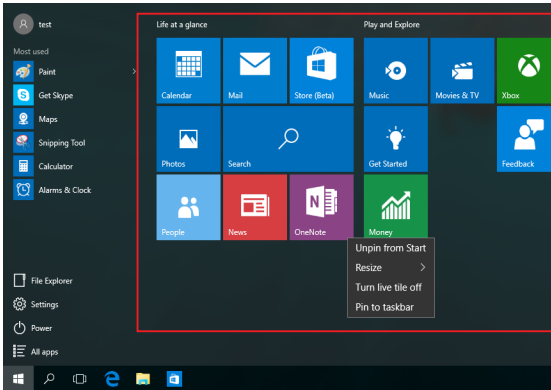 test
Most used
Paint
Get Skype
Maps
Snipping Tool
Calculator
Alarms & Clock
File Explorer
Settings
Power
All apps
Life at a glance
Calendar
Mail
Store (Beta)
Photos
Search
People
News
OneNote
Play and Explore
Music
Movies & TV
Xbox
Get Started
Feedback
Money
Unpin from Start
Resize
Turn live tile off
Pin to taskbar